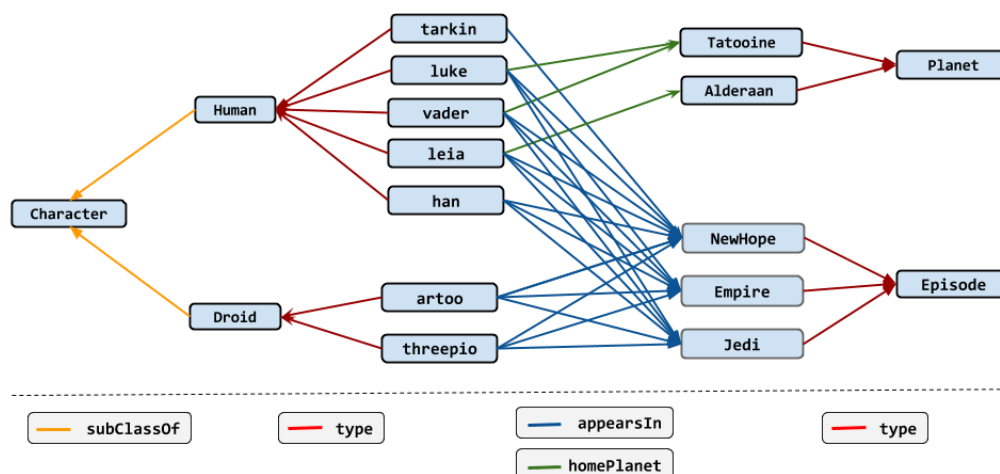 tarkin
luke
vader
leia
han
artoo
threepio
Human
Droid
Character
Tatooine
Alderaan
Planet
NewHope
Empire
Jedi
Episode
subClassOf
type
appearsIn
homePlanet
type